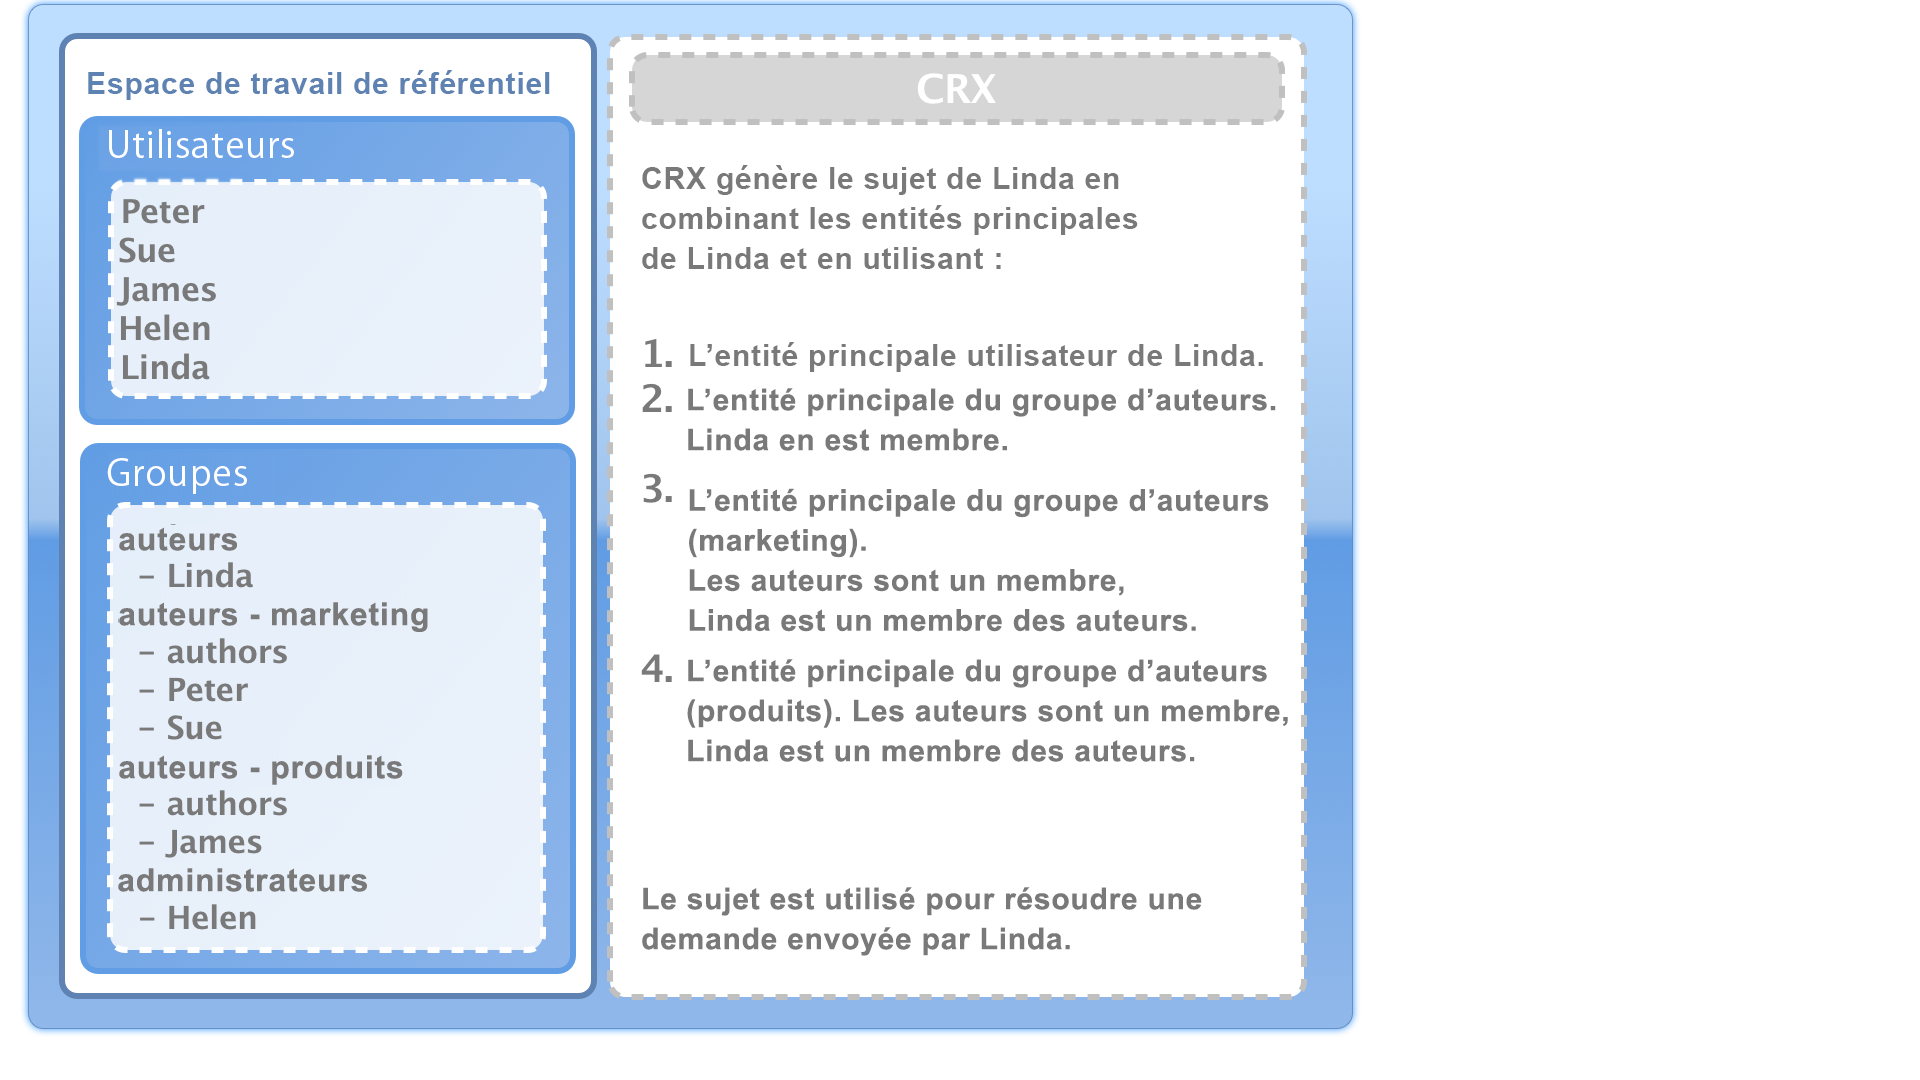 Espace de travail de référentiel
Utilisateurs
Peter
Sue
James
Helen
Linda
Groupes
auteurs
– Linda
auteurs - marketing
– authors
– Peter
– Sue
auteurs - produits
– authors
– James
administrateurs
– Helen
CRX
CRX génère le sujet de Linda en
combinant les entités principales
de Linda et en utilisant :
1. L’entité principale utilisateur de Linda.
2. L’entité principale du groupe d’auteurs.
Linda en est membre.
3. L’entité principale du groupe d’auteurs
(marketing).
Les auteurs sont un membre,
Linda est un membre des auteurs.
4. L’entité principale du groupe d’auteurs
(produits). Les auteurs sont un membre,
Linda est un membre des auteurs.
Le sujet est utilisé pour résoudre une
demande envoyée par Linda.